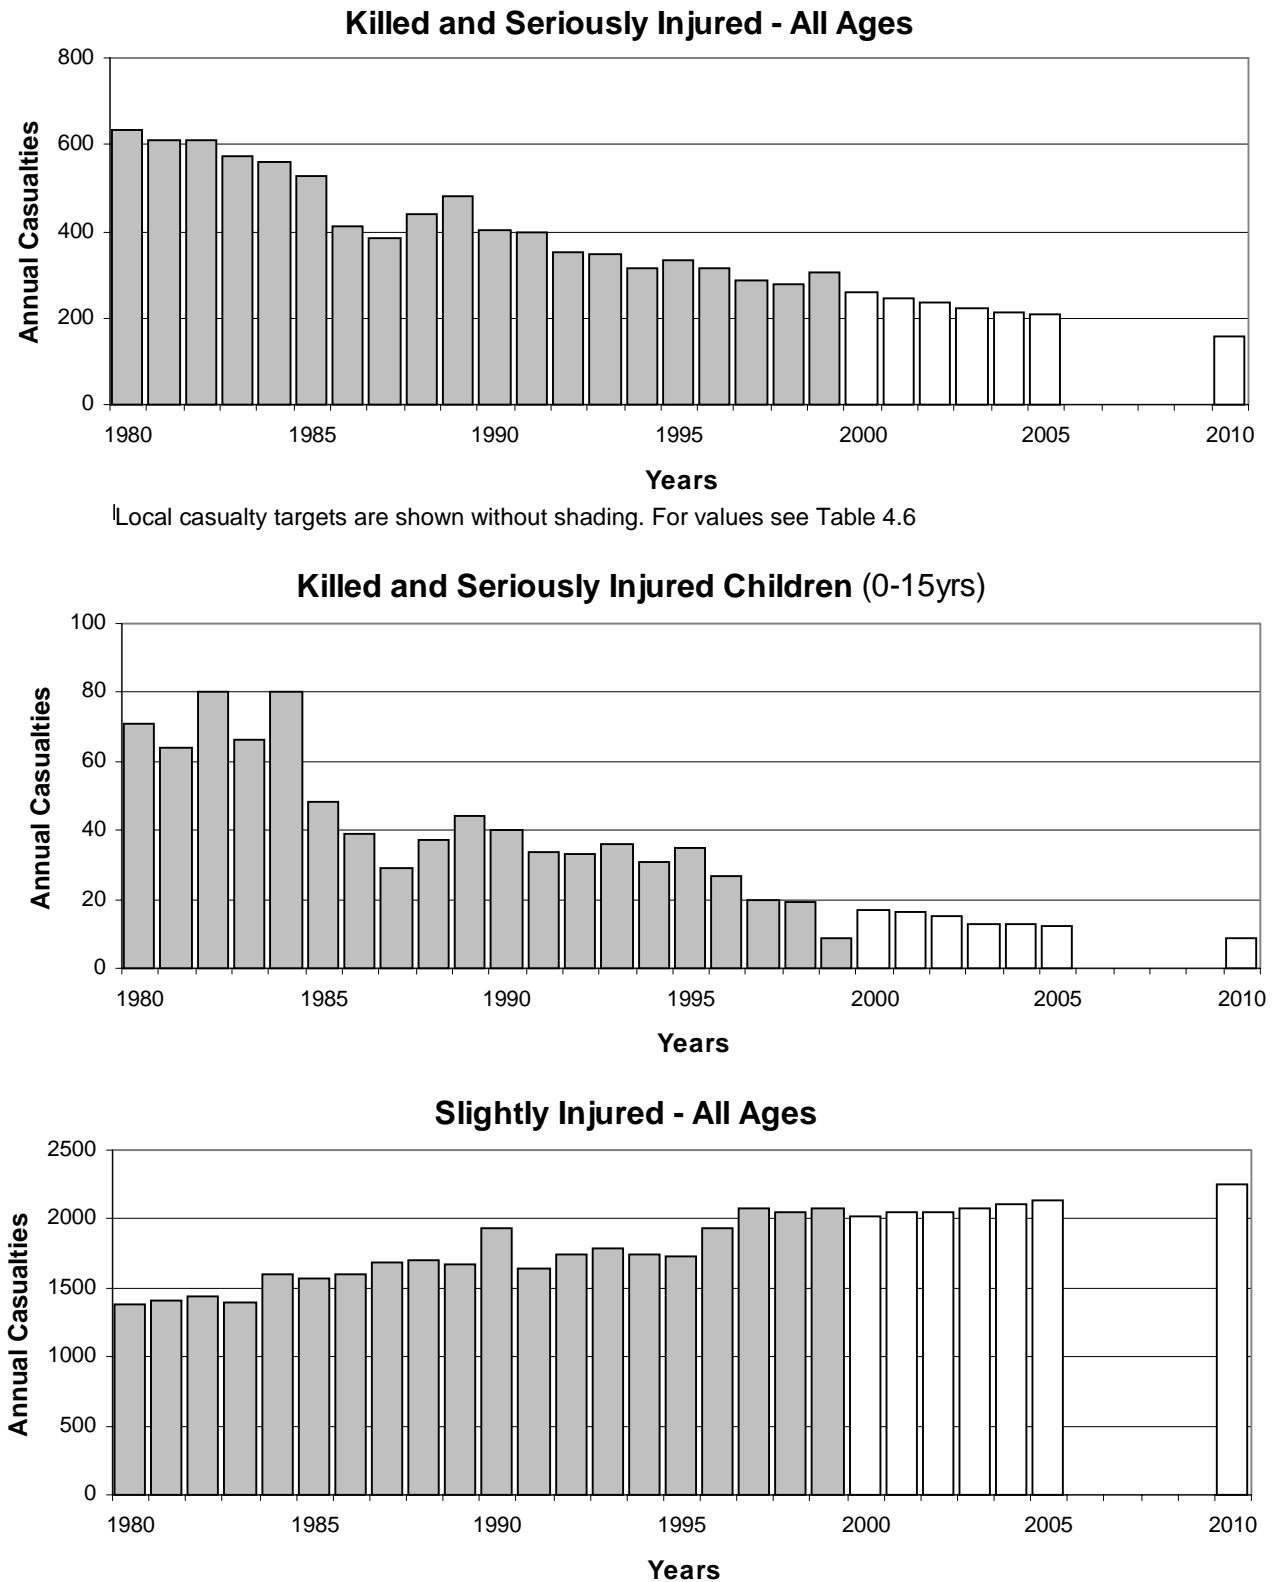 Killed and Seriously Injured - All Ages
800
600
400
200
0
Annual Casualties
1980 1985 1990 1995 2000 2005 2010
Years
Local casualty targets are shown without shading. For values see Table 4.6
Killed and Seriously Injured Children (0-15yrs)
100
80
60
40
20
0
Annual Casualties
1980 1985 1990 1995 2000 2005 2010
Years
Slightly Injured - All Ages
2500
2000
1500
1000
500
0
Annual Casualties
1980 1985 1990 1995 2000 2005 2010
Years